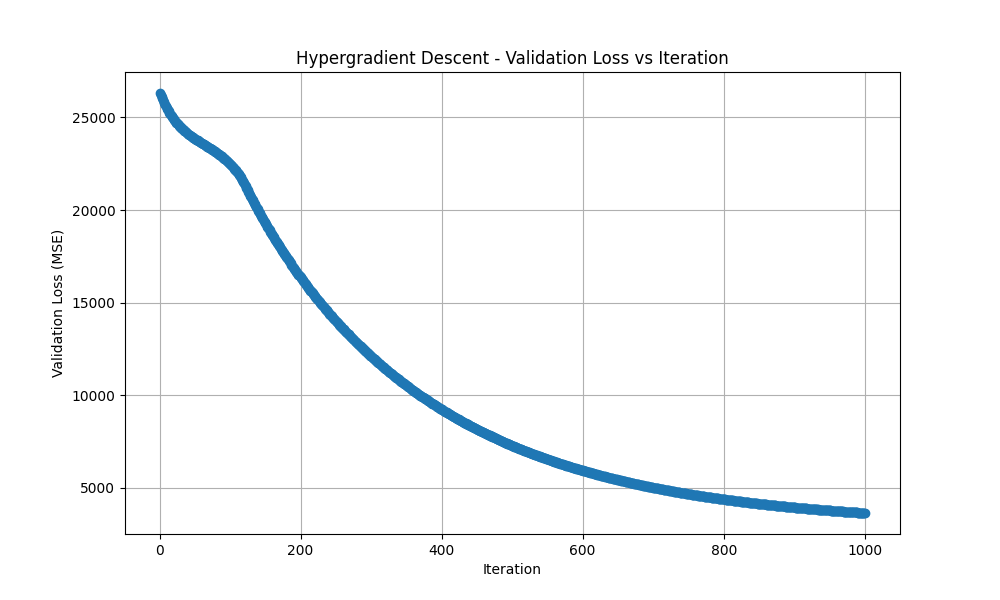 Hypergradient Descent - Validation Loss vs Iteration
Validation Loss (MSE)
25000
20000
15000
10000
5000
0 200 400 600 800 1000
Iteration